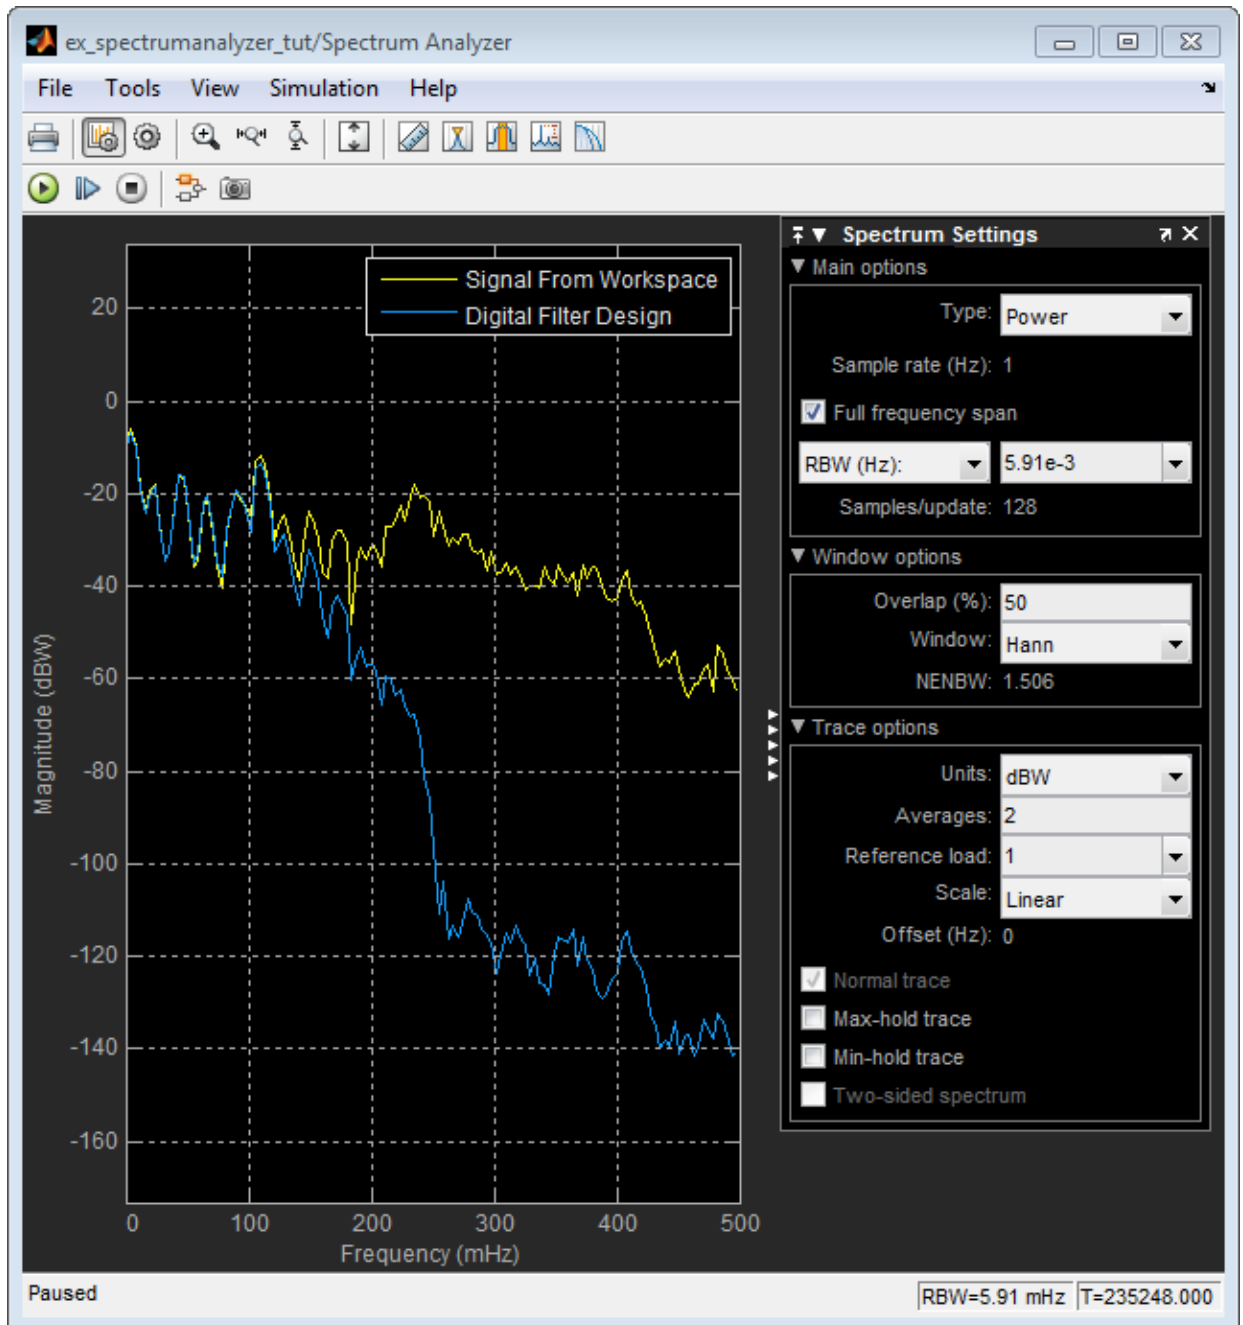 ex_spectrumanalyzer_tut/Spectrum Analyzer
File Tools View Simulation Help
Signal From Workspace
Digital Filter Design
20
0
-20
-40
-60
-80
-100
-120
-140
-160
Magnitude (dBW)
0 100 200 300 400 500
Frequency (mHz)
Spectrum Settings
Main options
Type: Power
Sample rate (Hz): 1
Full frequency span
RBW (Hz): 5.91e-3
Samples/update: 128
Window options
Overlap (%): 50
Window: Hann
NENBW: 1.506
Trace options
Units: dBW
Averages: 2
Reference load: 1
Scale: Linear
Offset (Hz): 0
Normal trace
Max-hold trace
Min-hold trace
Two-sided spectrum
Paused
RBW=5.91 mHz T=235248.000